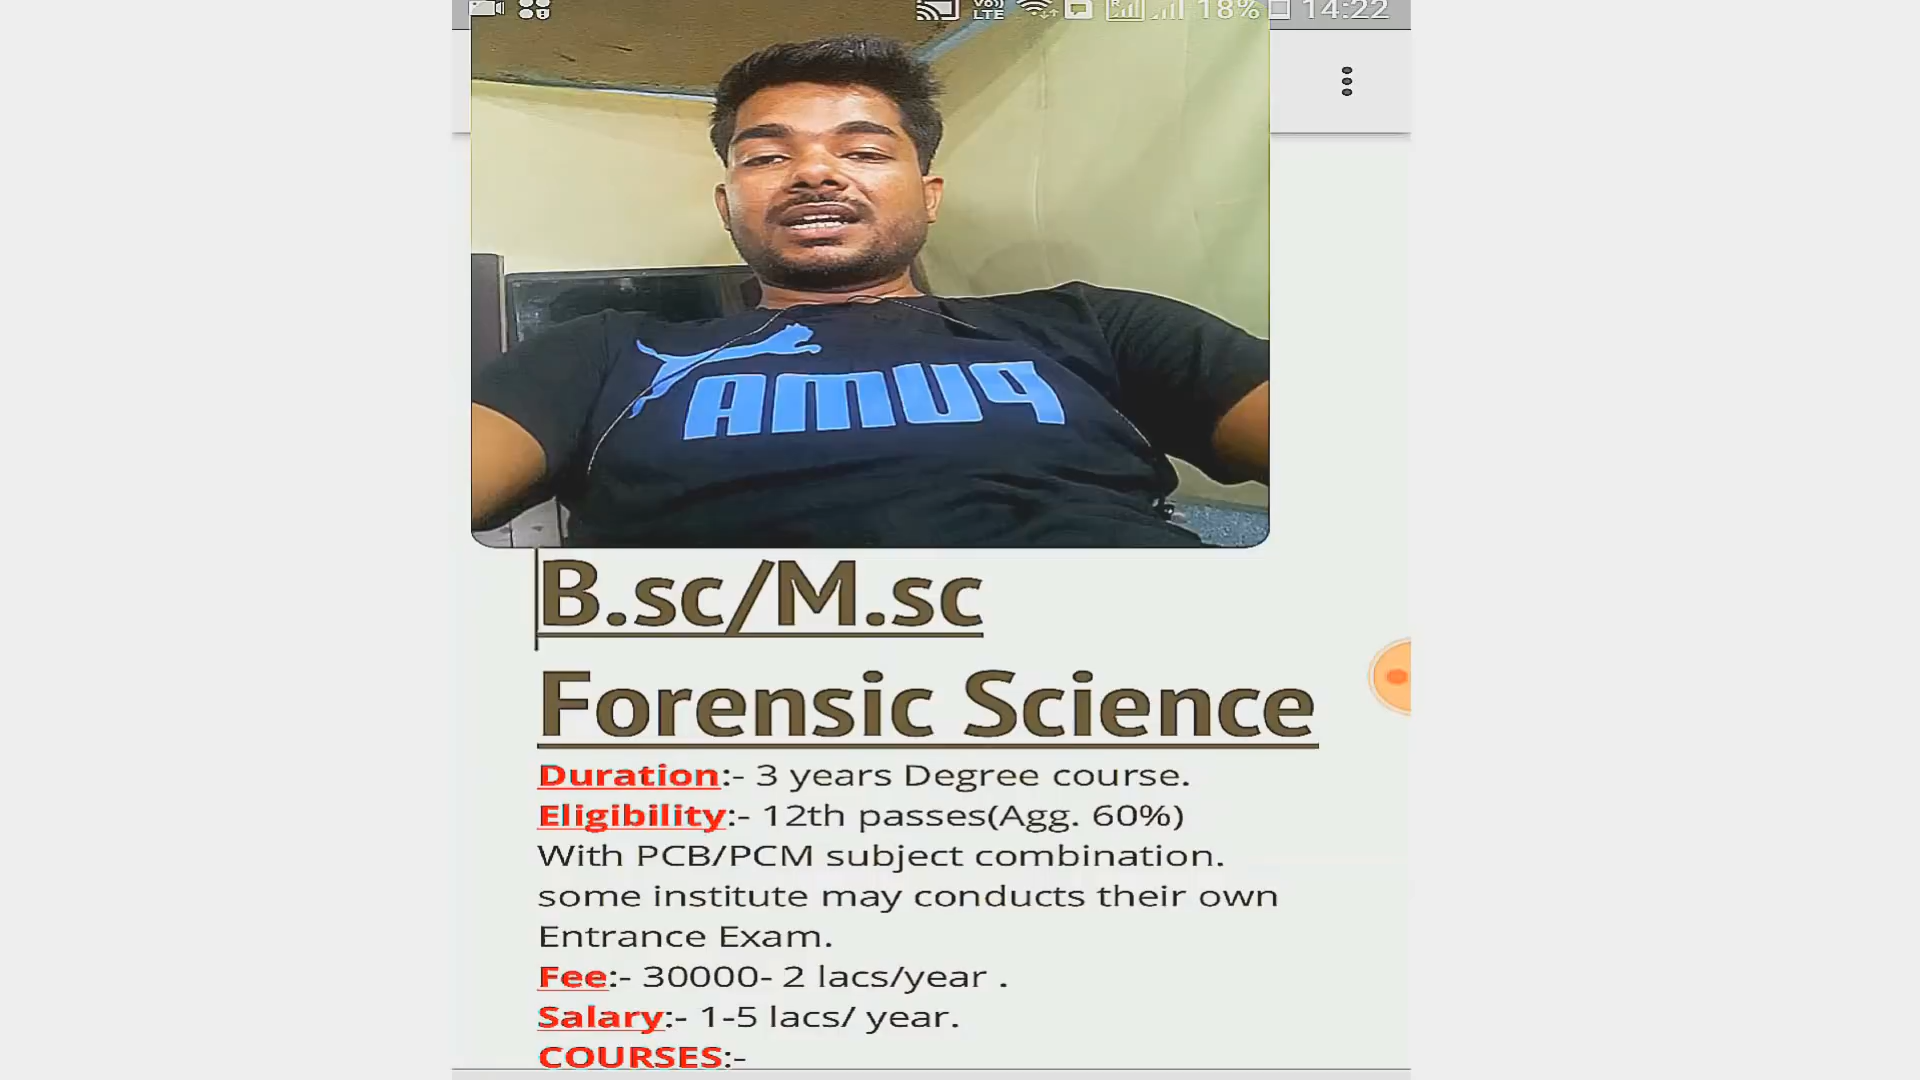 VoLTE R 18% 14:22
PUMA
B.sc/M.sc
Forensic Science
Duration:- 3 years Degree course.
Eligibility:- 12th passes(Agg. 60%)
With PCB/PCM subject combination.
some institute may conducts their own
Entrance Exam.
Fee:- 30000- 2 lacs/year .
Salary:- 1-5 lacs/ year.
COURSES:-